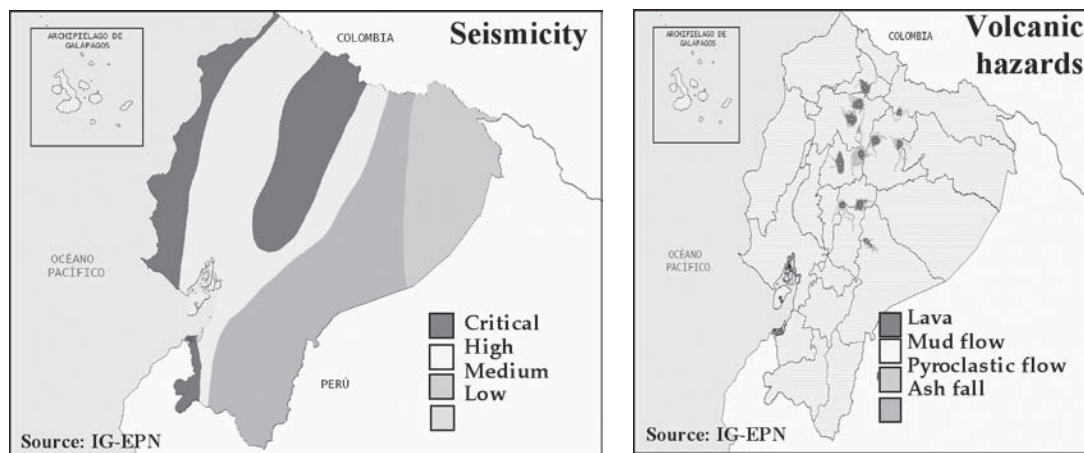 ARCHIPIÉLAGO DE
GALÁPAGOS
COLOMBIA
Seismicity
OCÉANO
PACÍFICO
PERÚ
Critical
High
Medium
Low
Source: IG-EPN
ARCHIPIÉLAGO DE
GALÁPAGOS
COLOMBIA
Volcanic
hazards
OCÉANO
PACÍFICO
Lava
Mud flow
Pyroclastic flow
Ash fall
Source: IG-EPN